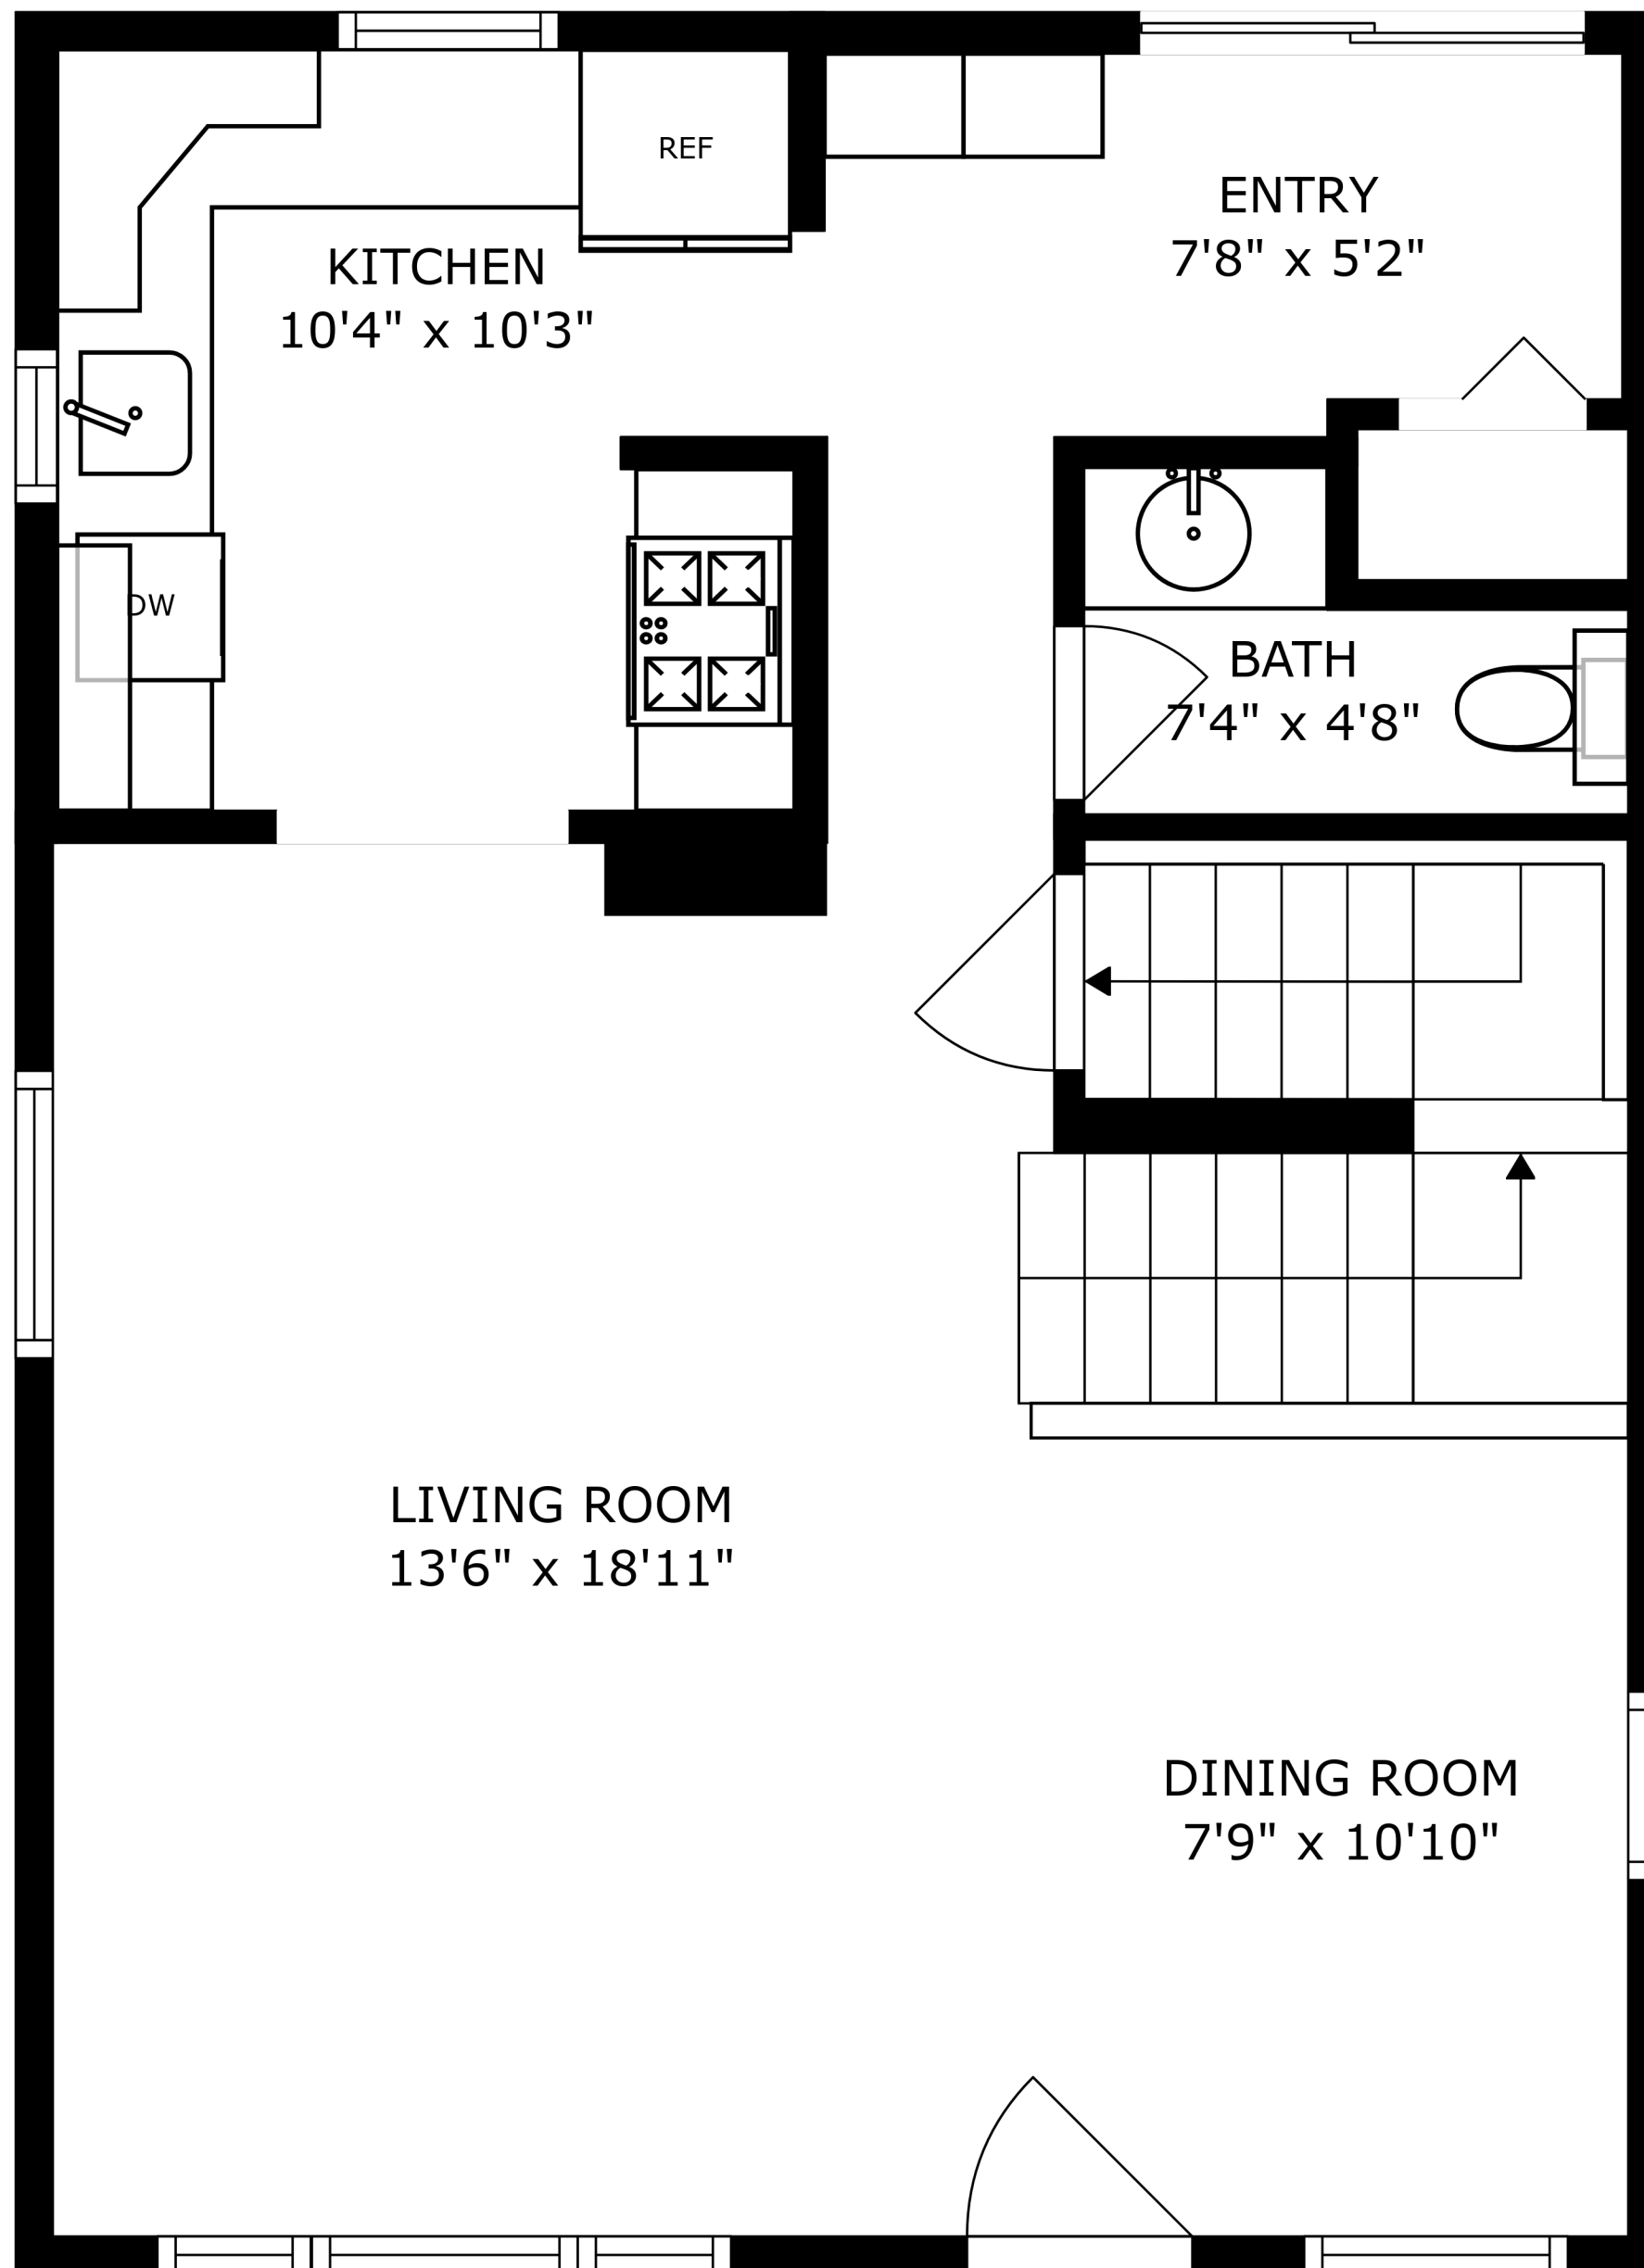 REF
ENTRY
7'8" x 5'2"
KITCHEN
10'4" x 10'3"
DW
BATH
7'4" x 4'8"
LIVING ROOM
13'6" x 18'11"
DINING ROOM
7'9" x 10'10"